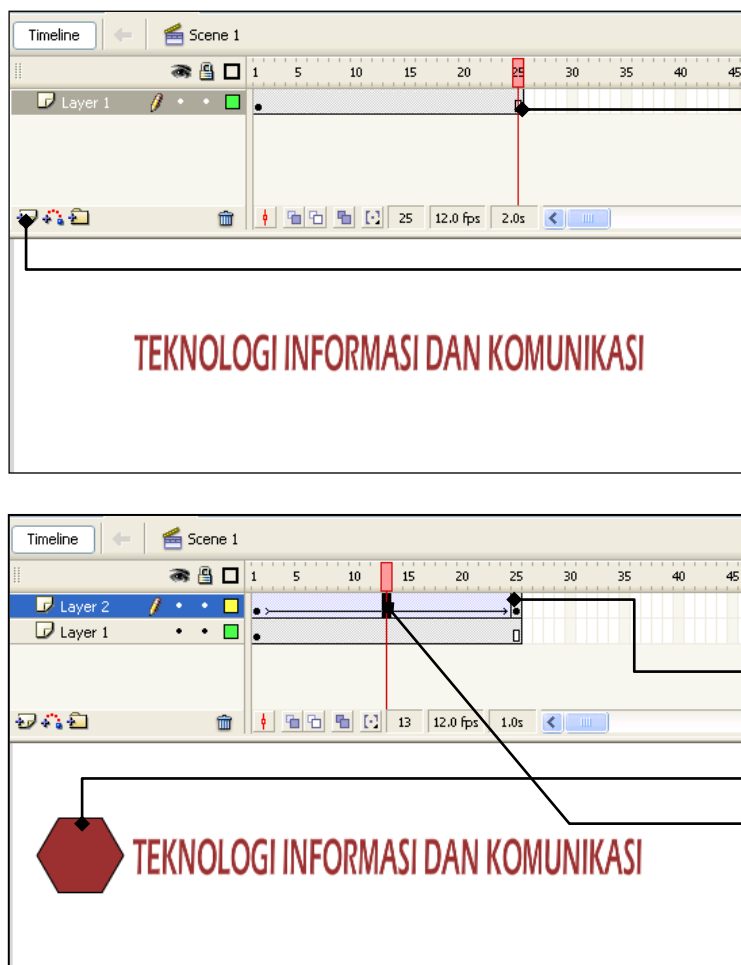 Timeline Scene 1
1 5 10 15 20 25 30 35 40 45
Layer 1
25 12.0 fps 2.0s
TEKNOLOGI INFORMASI DAN KOMUNIKASI
Timeline Scene 1
1 5 10 15 20 25 30 35 40 45
Layer 2
Layer 1
13 12.0 fps 1.0s
TEKNOLOGI INFORMASI DAN KOMUNIKASI